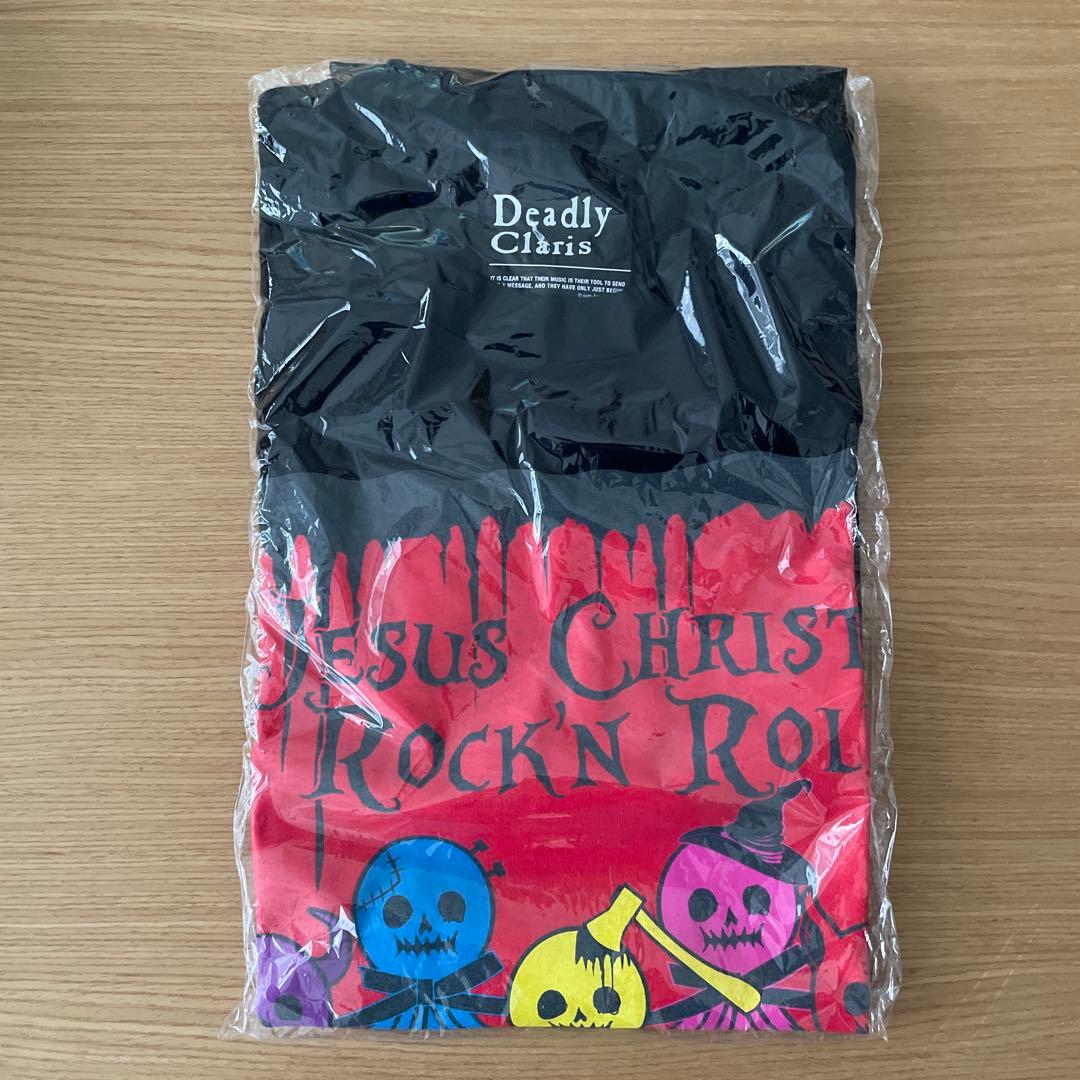 Deadly
Claris
IT IS CLEAR THAT THEIR MUSIC IS THEIR TOOL TO SEND
A MESSAGE, AND THEY HAVE ONLY JUST BEGUN
JESUS CHRIST
ROCK'N ROL